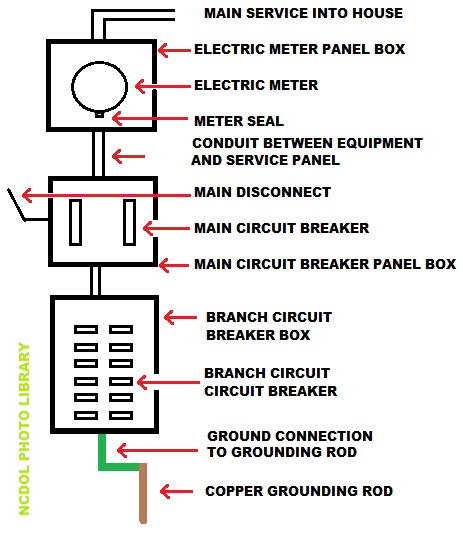 MAIN SERVICE INTO HOUSE
ELECTRIC METER PANEL BOX
ELECTRIC METER
METER SEAL
CONDUIT BETWEEN EQUIPMENT
AND SERVICE PANEL
MAIN DISCONNECT
MAIN CIRCUIT BREAKER
MAIN CIRCUIT BREAKER PANEL BOX
BRANCH CIRCUIT
BREAKER BOX
BRANCH CIRCUIT
CIRCUIT BREAKER
GROUND CONNECTION
TO GROUNDING ROD
COPPER GROUNDING ROD
NCDOL PHOTO LIBRARY